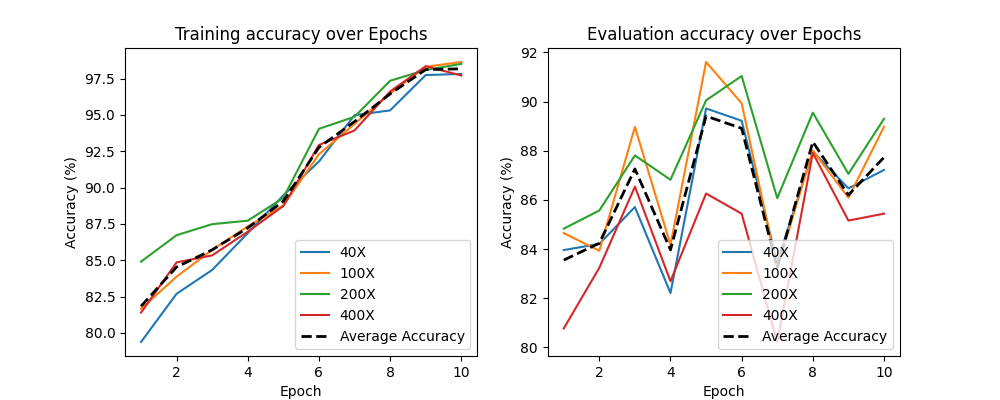 Training accuracy over Epochs
Accuracy (%)
97.5
95.0
92.5
90.0
87.5
85.0
82.5
80.0
2 4 6 8 10
Epoch
40X
100X
200X
400X
Average Accuracy
Evaluation accuracy over Epochs
Accuracy (%)
92
90
88
86
84
82
80
2 4 6 8 10
Epoch
40X
100X
200X
400X
Average Accuracy